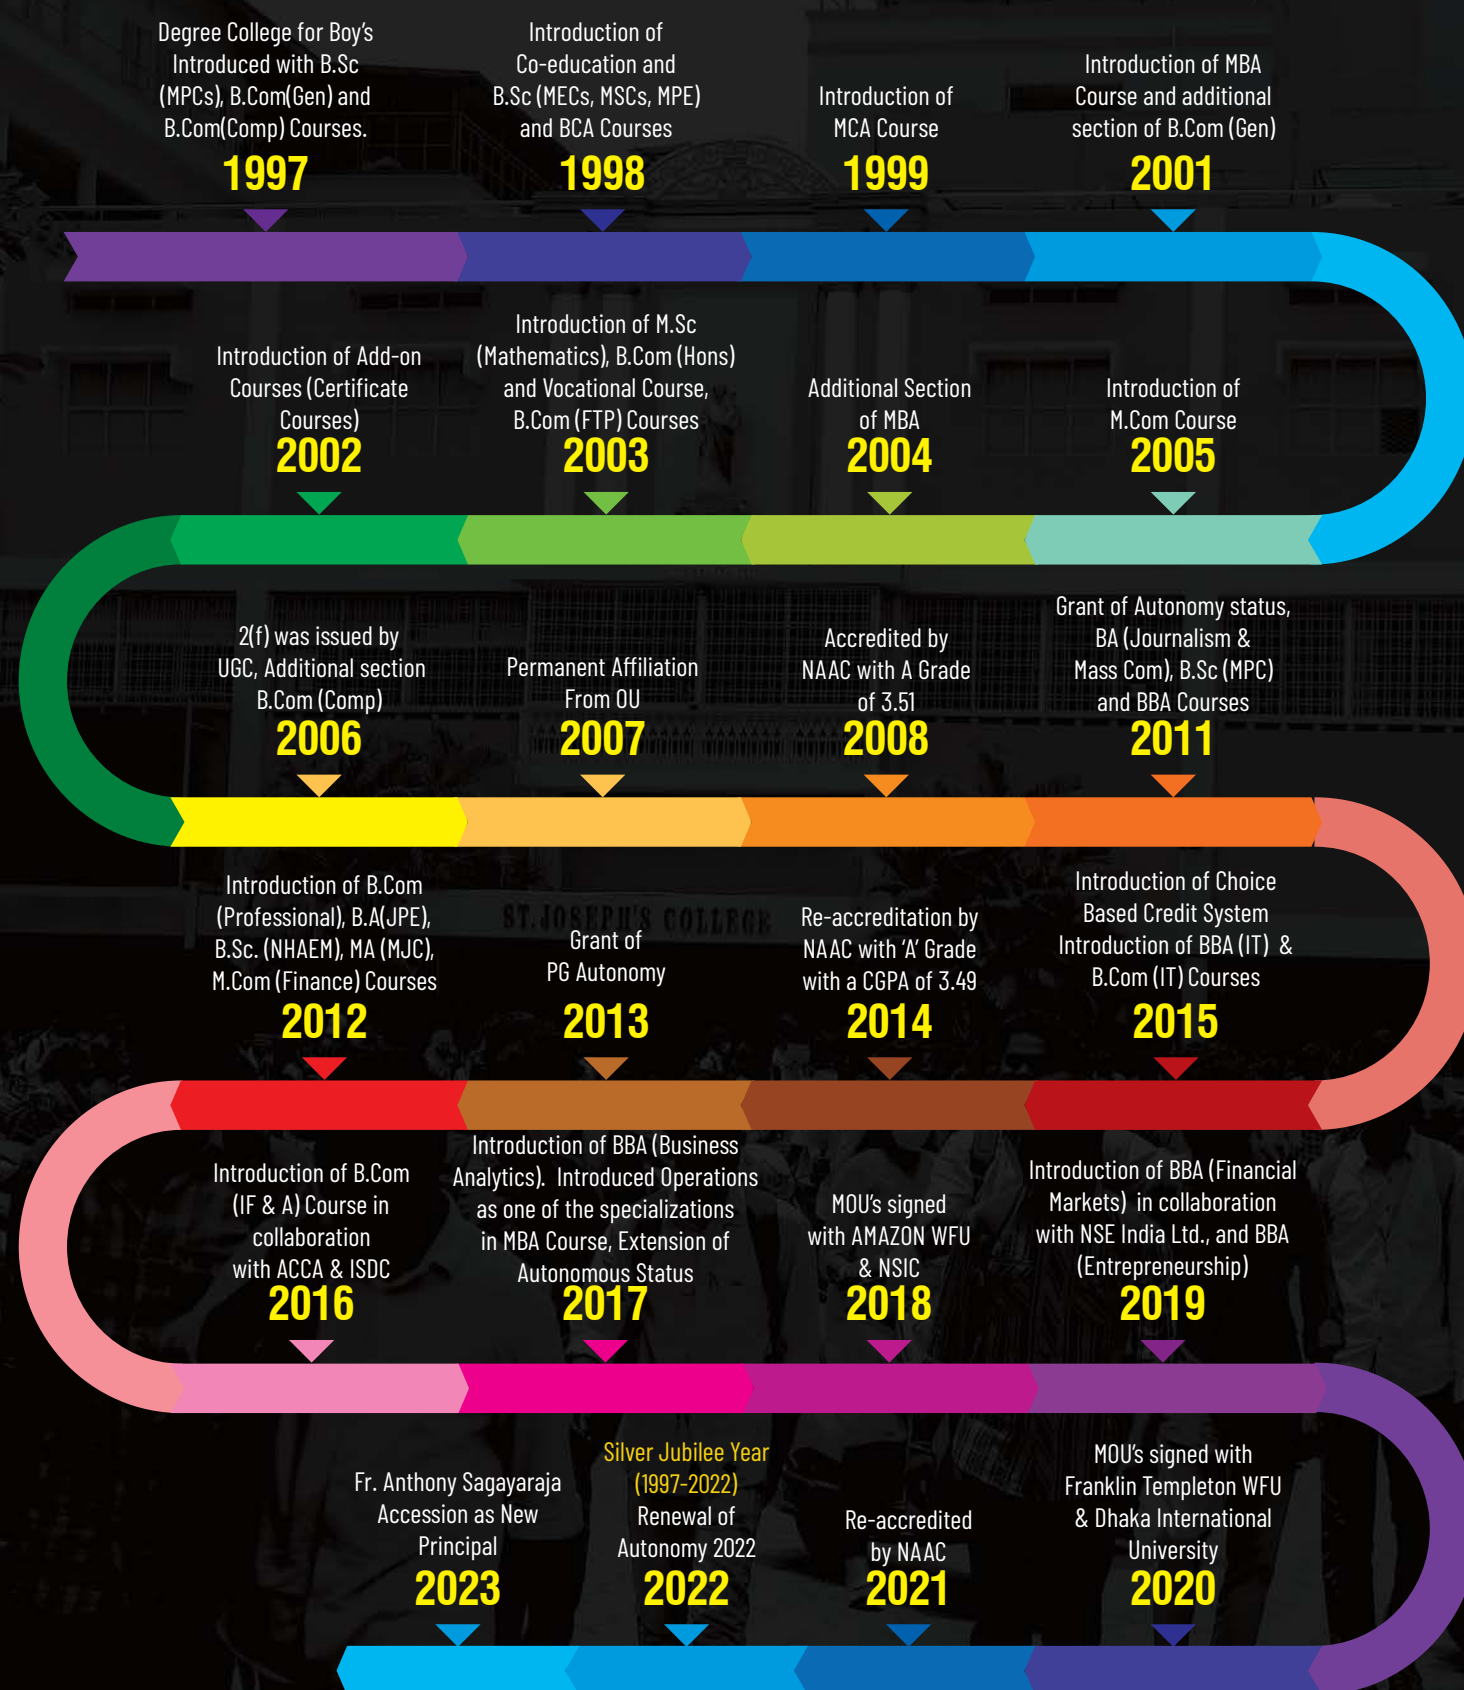 Degree College for Boy's
Introduced with B.Sc
(MPCs), B.Com(Gen) and
B.Com(Comp) Courses.
1997
Introduction of
Co-education and
B.Sc (MECs, MSCs, MPE)
and BCA Courses
1998
Introduction of
MCA Course
1999
Introduction of MBA
Course and additional
section of B.Com (Gen)
2001
Introduction of Add-on
Courses (Certificate
Courses)
2002
Introduction of M.Sc
(Mathematics), B.Com (Hons)
and Vocational Course,
B.Com (FTP) Courses
2003
Additional Section
of MBA
2004
Introduction of
M.Com Course
2005
2(f) was issued by
UGC, Additional section
B.Com (Comp)
2006
Permanent Affiliation
From OU
2007
Accredited by
NAAC with A Grade
of 3.51
2008
Grant of Autonomy status,
BA (Journalism &
Mass Com), B.Sc (MPC)
and BBA Courses
2011
Introduction of B.Com
(Professional), B.A(JPE),
B.Sc. (NHAEM), MA (MJC),
M.Com (Finance) Courses
2012
ST. JOSEPH'S COLLEGE
Grant of
PG Autonomy
2013
Re-accreditation by
NAAC with ‘A’ Grade
with a CGPA of 3.49
2014
Introduction of Choice
Based Credit System
Introduction of BBA (IT) &
B.Com (IT) Courses
2015
Introduction of B.Com
(IF & A) Course in
collaboration
with ACCA & ISDC
2016
Introduction of BBA (Business
Analytics). Introduced Operations
as one of the specializations
in MBA Course, Extension of
Autonomous Status
2017
MOU's signed
with AMAZON WFU
& NSIC
2018
Introduction of BBA (Financial
Markets) in collaboration
with NSE India Ltd., and BBA
(Entrepreneurship)
2019
Fr. Anthony Sagayaraja
Accession as New
Principal
2023
Silver Jubilee Year
(1997-2022)
Renewal of
Autonomy 2022
2022
Re-accredited
by NAAC
2021
MOU's signed with
Franklin Templeton WFU
& Dhaka International
University
2020